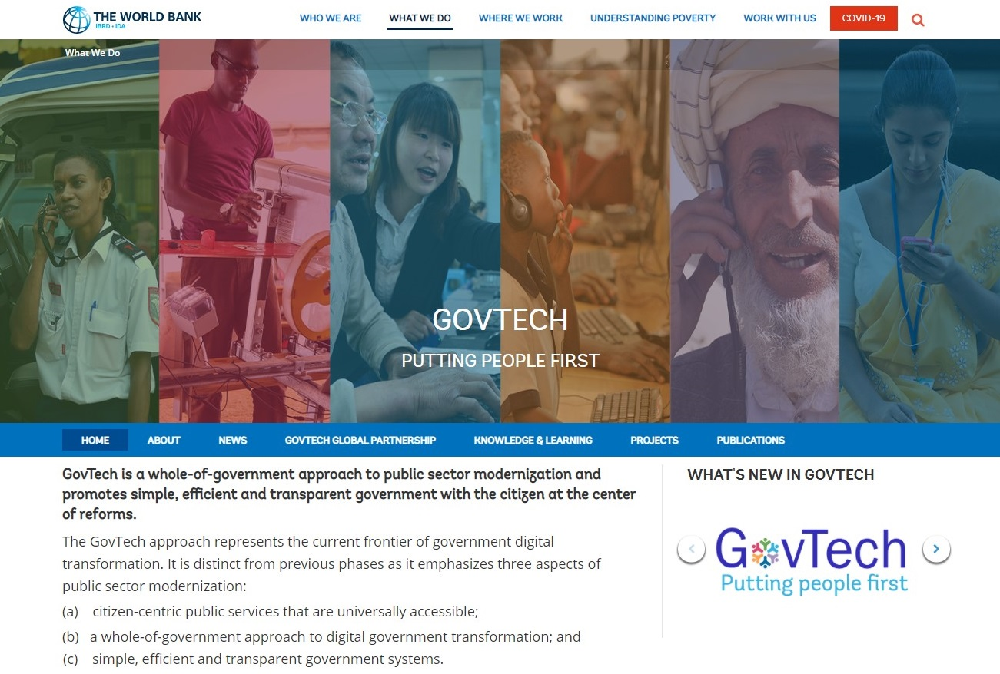 THE WORLD BANK
IBRD • IDA
WHO WE ARE
WHAT WE DO
WHERE WE WORK
UNDERSTANDING POVERTY
WORK WITH US
COVID-19
What We Do
GOVTECH
PUTTING PEOPLE FIRST
HOME
ABOUT
NEWS
GOVTECH GLOBAL PARTNERSHIP
KNOWLEDGE & LEARNING
PROJECTS
PUBLICATIONS
GovTech is a whole-of-government approach to public sector modernization and
promotes simple, efficient and transparent government with the citizen at the center
of reforms.
The GovTech approach represents the current frontier of government digital
transformation. It is distinct from previous phases as it emphasizes three aspects of
public sector modernization:
(a) citizen-centric public services that are universally accessible;
(b) a whole-of-government approach to digital government transformation; and
(c) simple, efficient and transparent government systems.
WHAT'S NEW IN GOVTECH
GovTech
Putting people first